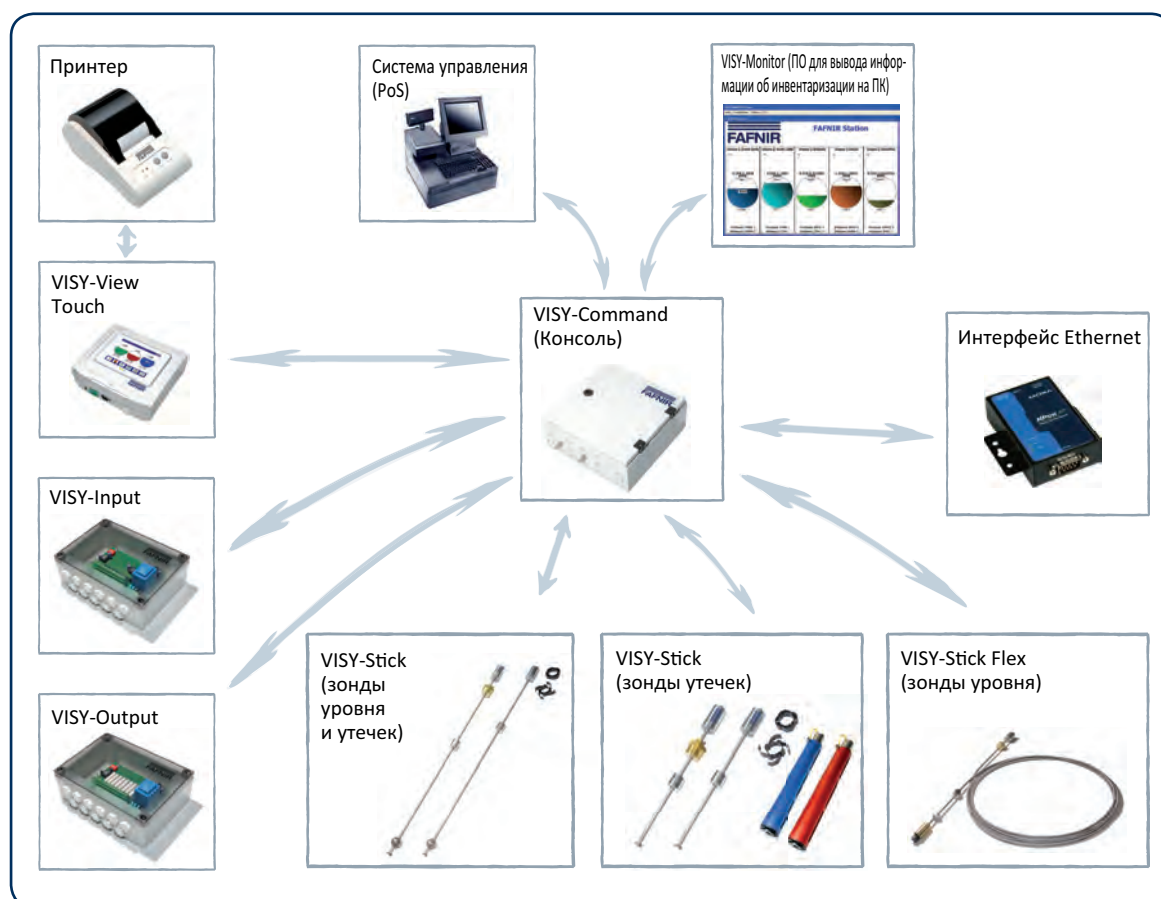 Принтер
Система управления
(PoS)
VISY-Monitor (ПО для вывода инфор-
мации об инвентаризации на ПК)
FAFNIR
FAFNIR Station
VISY-View
Touch
VISY-Command
(Консоль)
FAFNIR
Интерфейс Ethernet
VISY-Input
FAFNIR
VISY-Output
FAFNIR
VISY-Stick
(зонды
уровня
и утечек)
VISY-Stick
(зонды утечек)
VISY-Stick Flex
(зонды уровня)